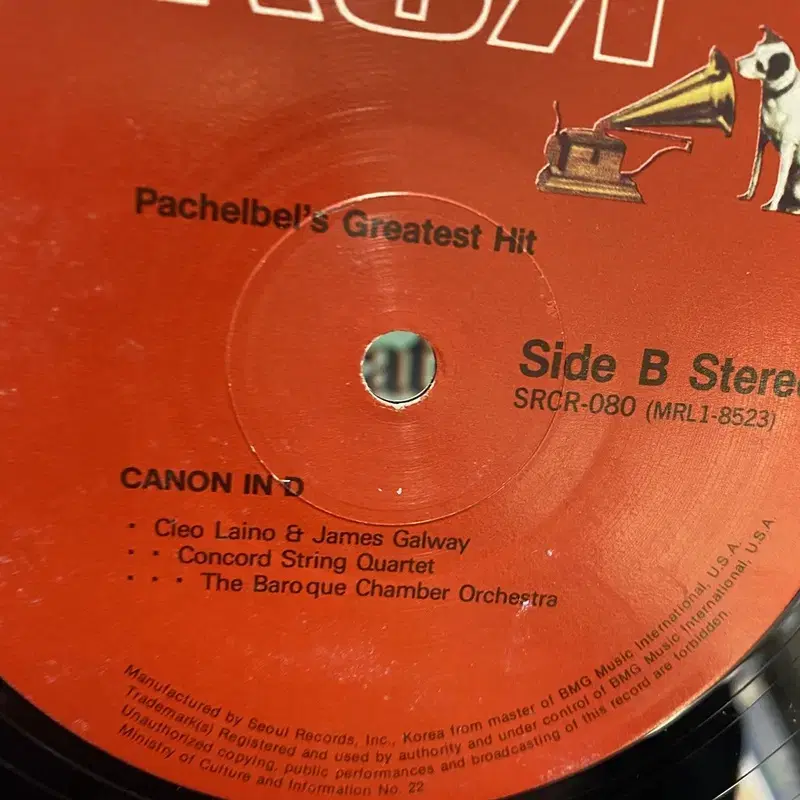 RCA
Pachelbel's Greatest Hit
Side B Stereo
SRCR-080 (MRL1-8523)
CANON IN D
· Cleo Laino & James Galway
· · Concord String Quartet
· · · The Baroque Chamber Orchestra
Manufactured by Seoul Records, Inc., Korea from master of BMG Music International, U.S.A.
Trademark(s) Registered and used by authority and under control of BMG Music International, U.S.A
Unauthorized copying, public performances and broadcasting of this record are forbidden.
Ministry of Culture and Information No. 22